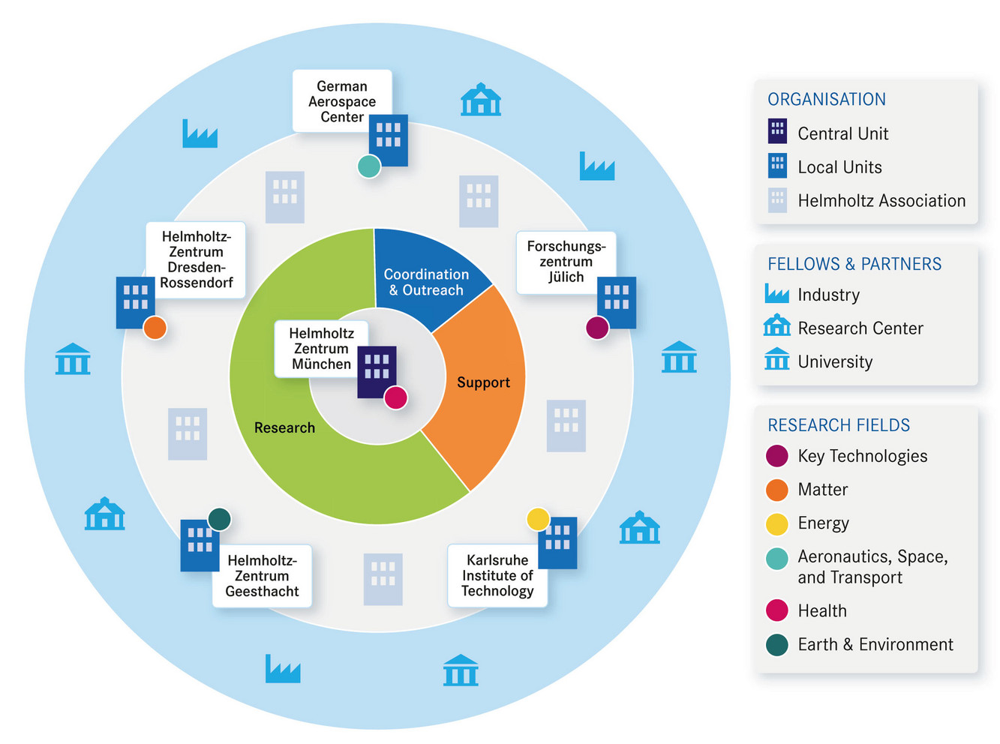 German
Aerospace
Center
Helmholtz-
Zentrum
Dresden-
Rossendorf
Forschungs-
zentrum
Jülich
Coordination
& Outreach
Helmholtz
Zentrum
München
Support
Research
Helmholtz-
Zentrum
Geesthacht
Karlsruhe
Institute of
Technology
ORGANISATION
Central Unit
Local Units
Helmholtz Association
FELLOWS & PARTNERS
Industry
Research Center
University
RESEARCH FIELDS
Key Technologies
Matter
Energy
Aeronautics, Space,
and Transport
Health
Earth & Environment